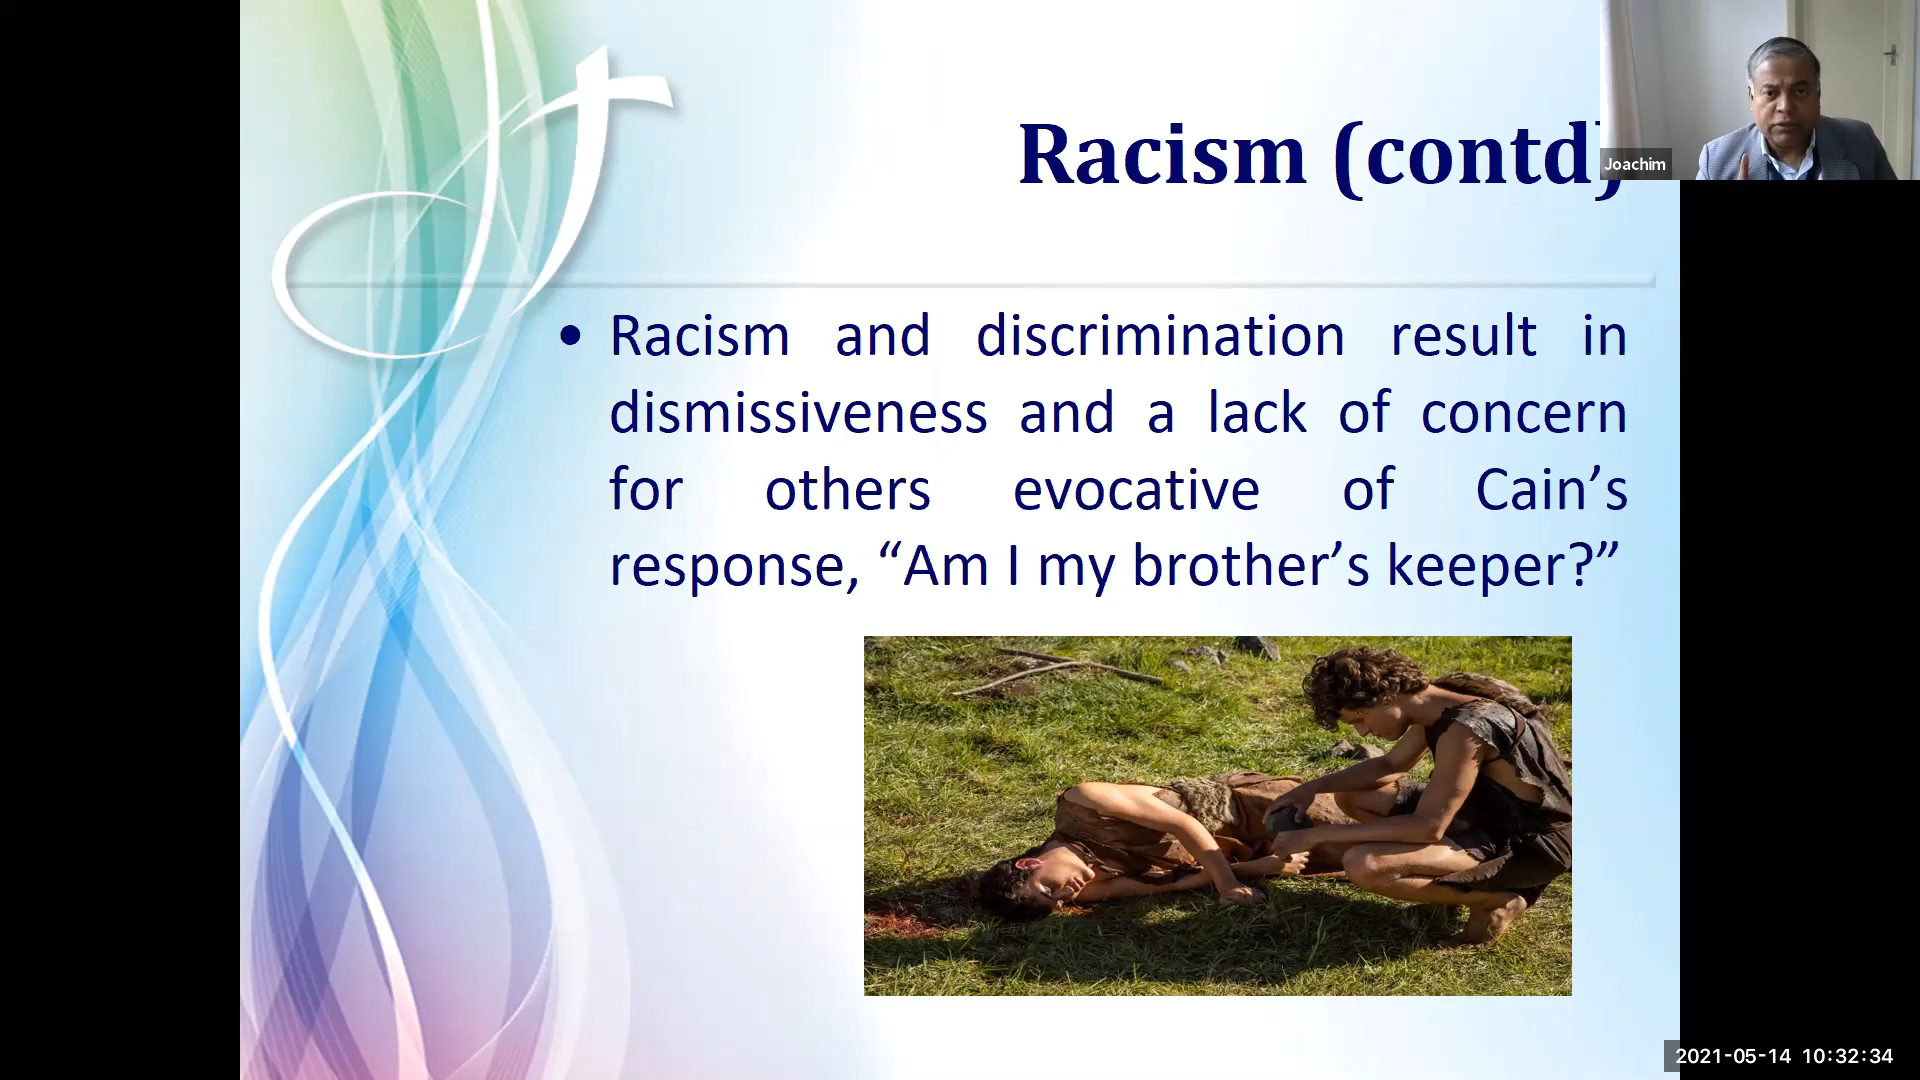 Racism (contd)
Joachim
• Racism and discrimination result in
dismissiveness and a lack of concern
for others evocative of Cain’s
response, “Am I my brother’s keeper?”
2021-05-14 10:32:34